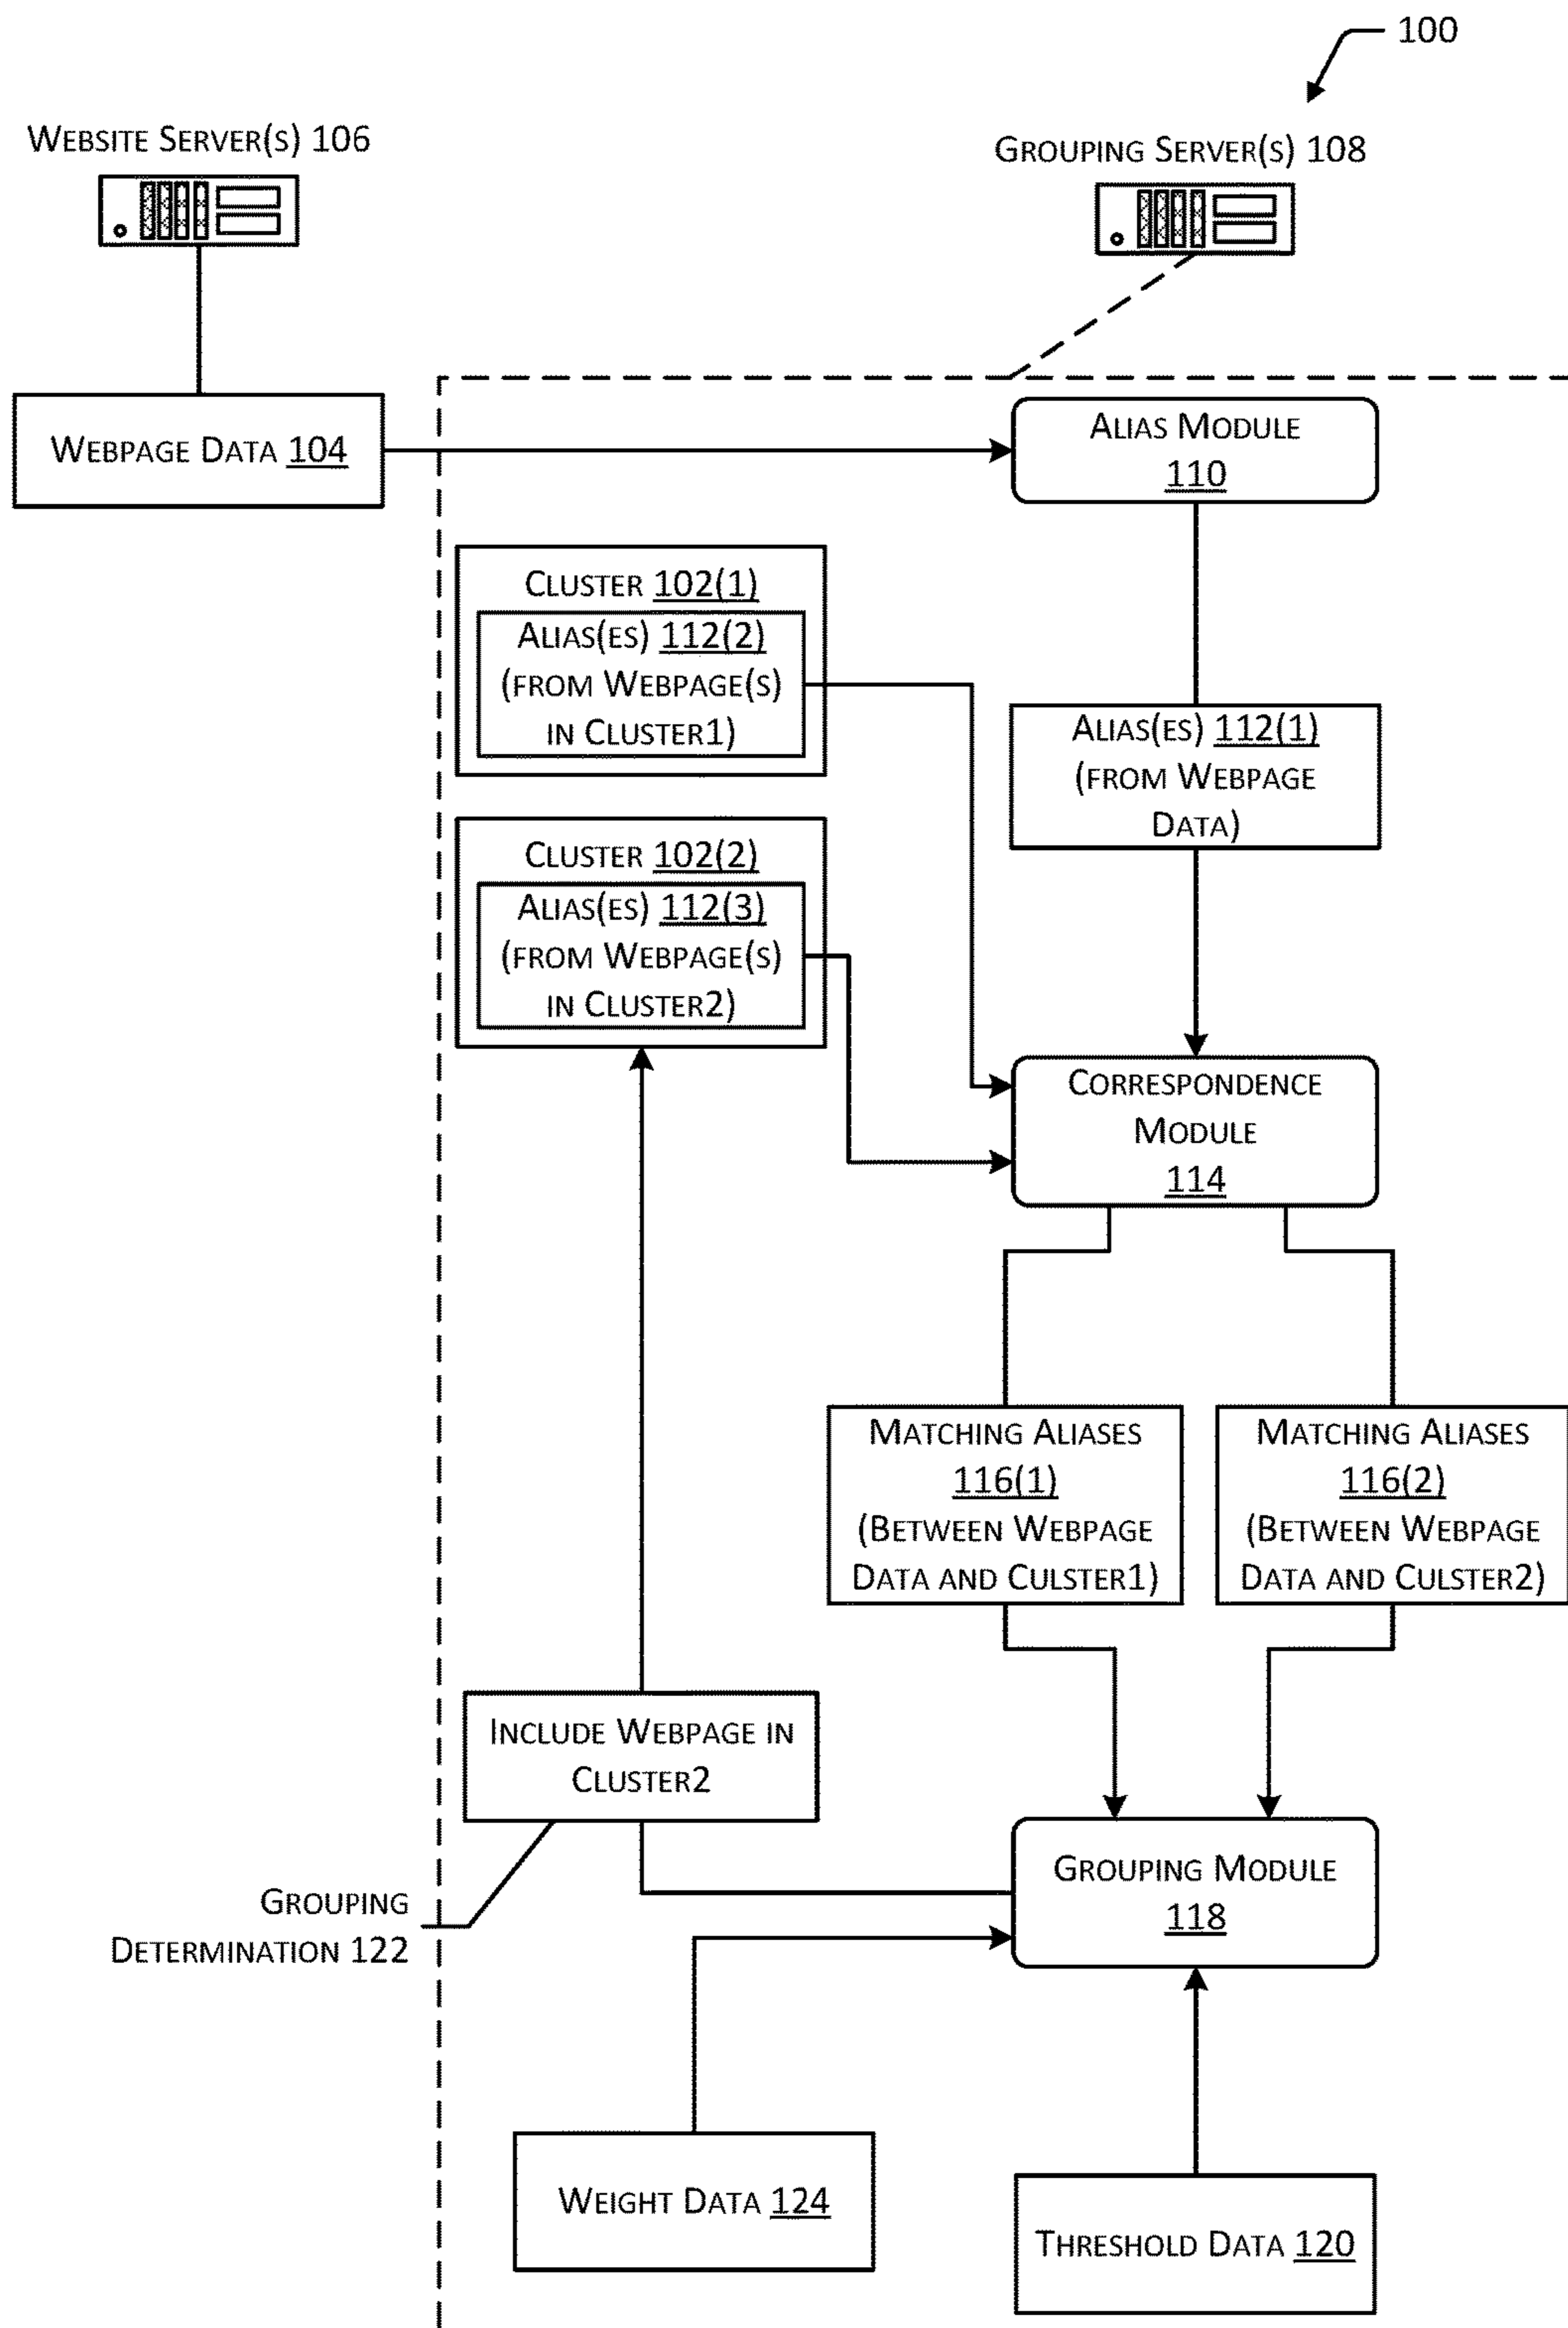 100
WEBSITE SERVER(S) 106
GROUPING SERVER(S) 108
WEBPAGE DATA 104
ALIAS MODULE
110
CLUSTER 102(1)
ALIAS(ES) 112(2)
(FROM WEBPAGE(S)
IN CLUSTER1)
ALIAS(ES) 112(1)
(FROM WEBPAGE
DATA)
CLUSTER 102(2)
ALIAS(ES) 112(3)
(FROM WEBPAGE(S)
IN CLUSTER2)
CORRESPONDENCE
MODULE
114
MATCHING ALIASES
116(1)
(BETWEEN WEBPAGE
DATA AND CULSTER1)
MATCHING ALIASES
116(2)
(BETWEEN WEBPAGE
DATA AND CULSTER2)
INCLUDE WEBPAGE IN
CLUSTER2
GROUPING MODULE
118
GROUPING
DETERMINATION 122
WEIGHT DATA 124
THRESHOLD DATA 120